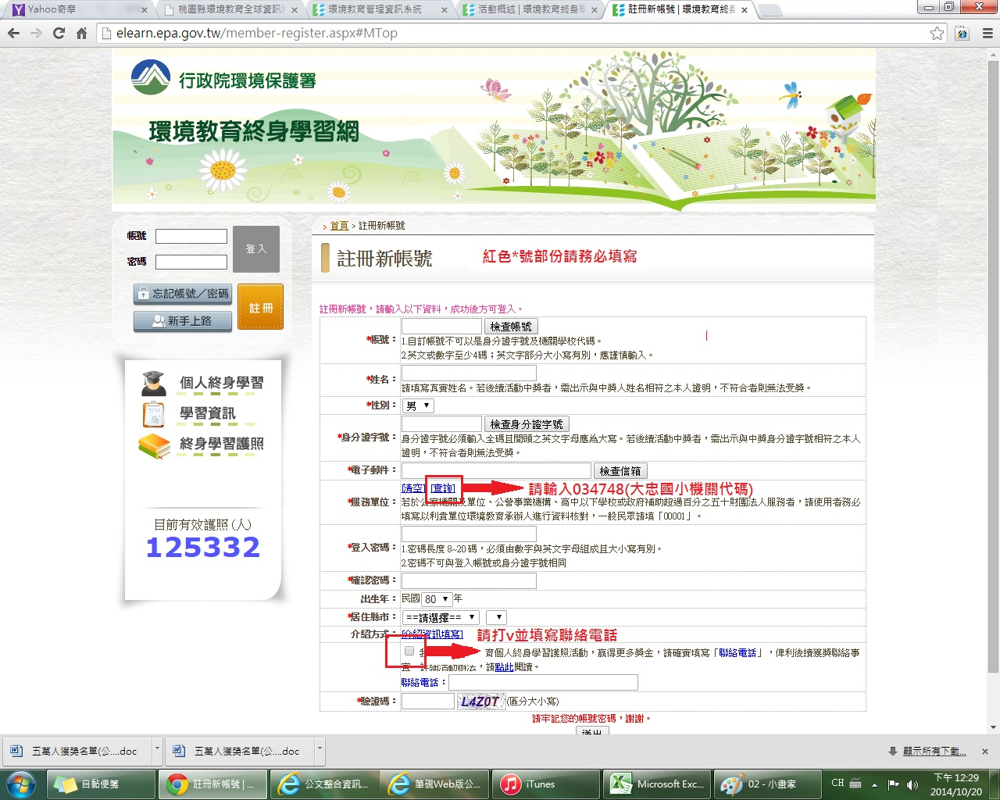 Yahoo奇摩
桃園縣環境教育全球資訊
環境教育管理資訊系統
活動概述 | 環境教育終身
註冊新帳號 | 環境教育終身
elearn.epa.gov.tw/member-register.aspx#MTop
行政院環境保護署
環境教育終身學習網
帳號
密碼
登入
忘記帳號／密碼
新手上路
註冊
個人終身學習
學習資訊
終身學習護照
目前有效護照(人)
125332
首頁 > 註冊新帳號
註冊新帳號
紅色*號部份請務必填寫
註冊新帳號，請輸入以下資料，成功後方可登入。
*帳號： 檢查帳號
1.自訂帳號不可以是身分證字號及機關學校代碼。
2.英文或數字至少4碼；英文字部分大小寫有別，應謹慎輸入。
*姓名：
請填寫真實姓名。若後續活動中獎者，需出示與中獎人姓名相符之本人證明，不符合者則無法受獎。
*性別： 男
*身分證字號： 檢查身分證字號
身分證字號必須輸入全碼且開頭之英文字母應為大寫。若後續活動中獎者，需出示與中獎身分證字號相符之本人
證明，不符合者則無法受獎。
*電子郵件： 檢查信箱
*服務單位： [清空] [查詢] 請輸入034748(大忠國小機關代碼)
若於公家機關及單位、公營事業機構、高中以下學校或政府補助超過百分之五十財團法人服務者，請使用者務必
填寫以利貴單位環境教育承辦人進行資料核對，一般民眾請填「00001」。
*登入密碼：
1.密碼長度 8~20 碼，必須由數字與英文字母組成且大小寫有別。
2.密碼不可與登入帳號或身分證字號相同
*確認密碼：
出生年： 民國 80 年
*居住縣市： ==請選擇==
介紹方式： [介紹資訊填寫] 請打v並填寫聯絡電話
育個人終身學習護照活動，贏得更多獎金，請確實填寫「聯絡電話」，俾利後續獲獎聯絡事
宜，詳細活動辦法，請點此閱讀。
聯絡電話：
*驗證碼： L4Z0T (區分大小寫)
請牢記您的帳號密碼，謝謝。
送出
五萬人獲獎名單(公....doc
五萬人獲獎名單(公....doc
顯示所有下載...
自黏便箋
註冊新帳號 | ...
公文整合資訊...
筆硯Web版公...
iTunes
Microsoft Exc...
02 - 小畫家
CH
下午 12:29
2014/10/20